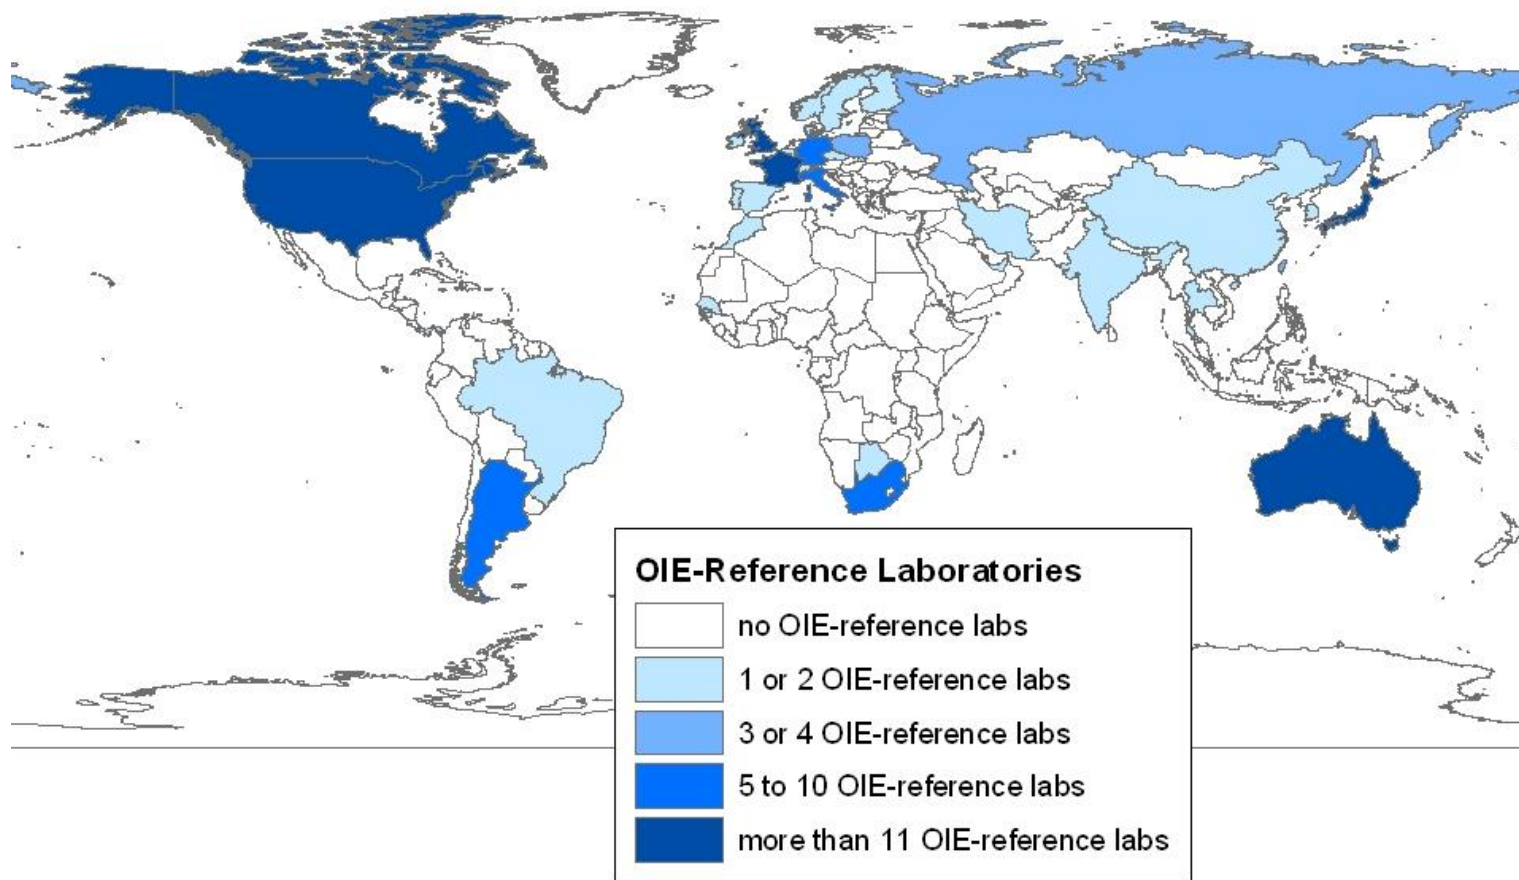 OIE-Reference Laboratories
no OIE-reference labs
1 or 2 OIE-reference labs
3 or 4 OIE-reference labs
5 to 10 OIE-reference labs
more than 11 OIE-reference labs